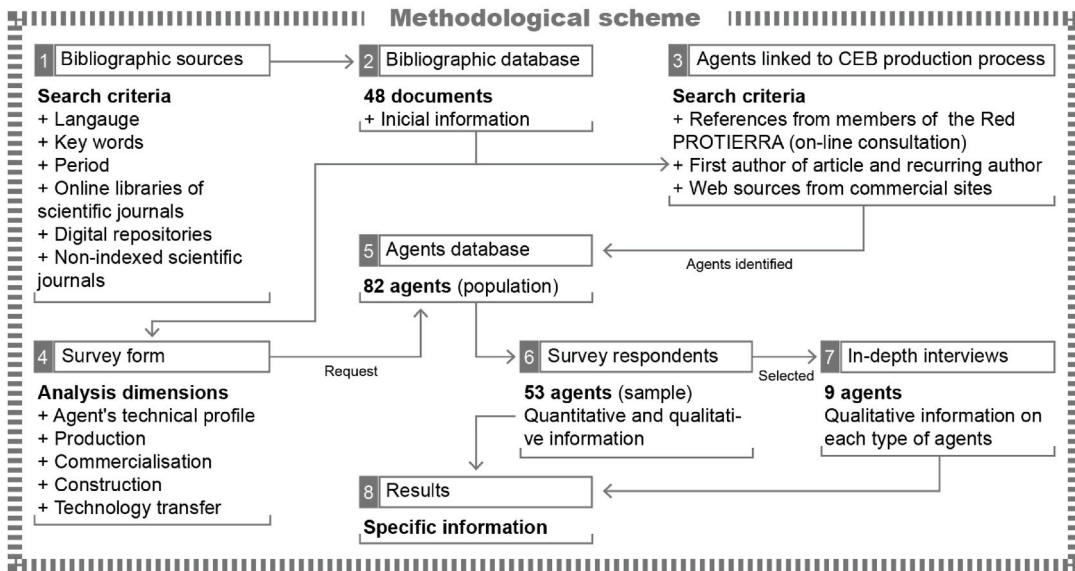 Methodological scheme
1 Bibliographic sources
Search criteria
+ Langauge
+ Key words
+ Period
+ Online libraries of
scientific journals
+ Digital repositories
+ Non-indexed scientific
journals
2 Bibliographic database
48 documents
+ Inicial information
3 Agents linked to CEB production process
Search criteria
+ References from members of the Red
PROTIERRA (on-line consultation)
+ First author of article and recurring author
+ Web sources from commercial sites
Agents identified
4 Survey form
Analysis dimensions
+ Agent's technical profile
+ Production
+ Commercialisation
+ Construction
+ Technology transfer
Request
5 Agents database
82 agents (population)
6 Survey respondents
53 agents (sample)
Quantitative and qualitati-
ve information
Selected
7 In-depth interviews
9 agents
Qualitative information on
each type of agents
8 Results
Specific information